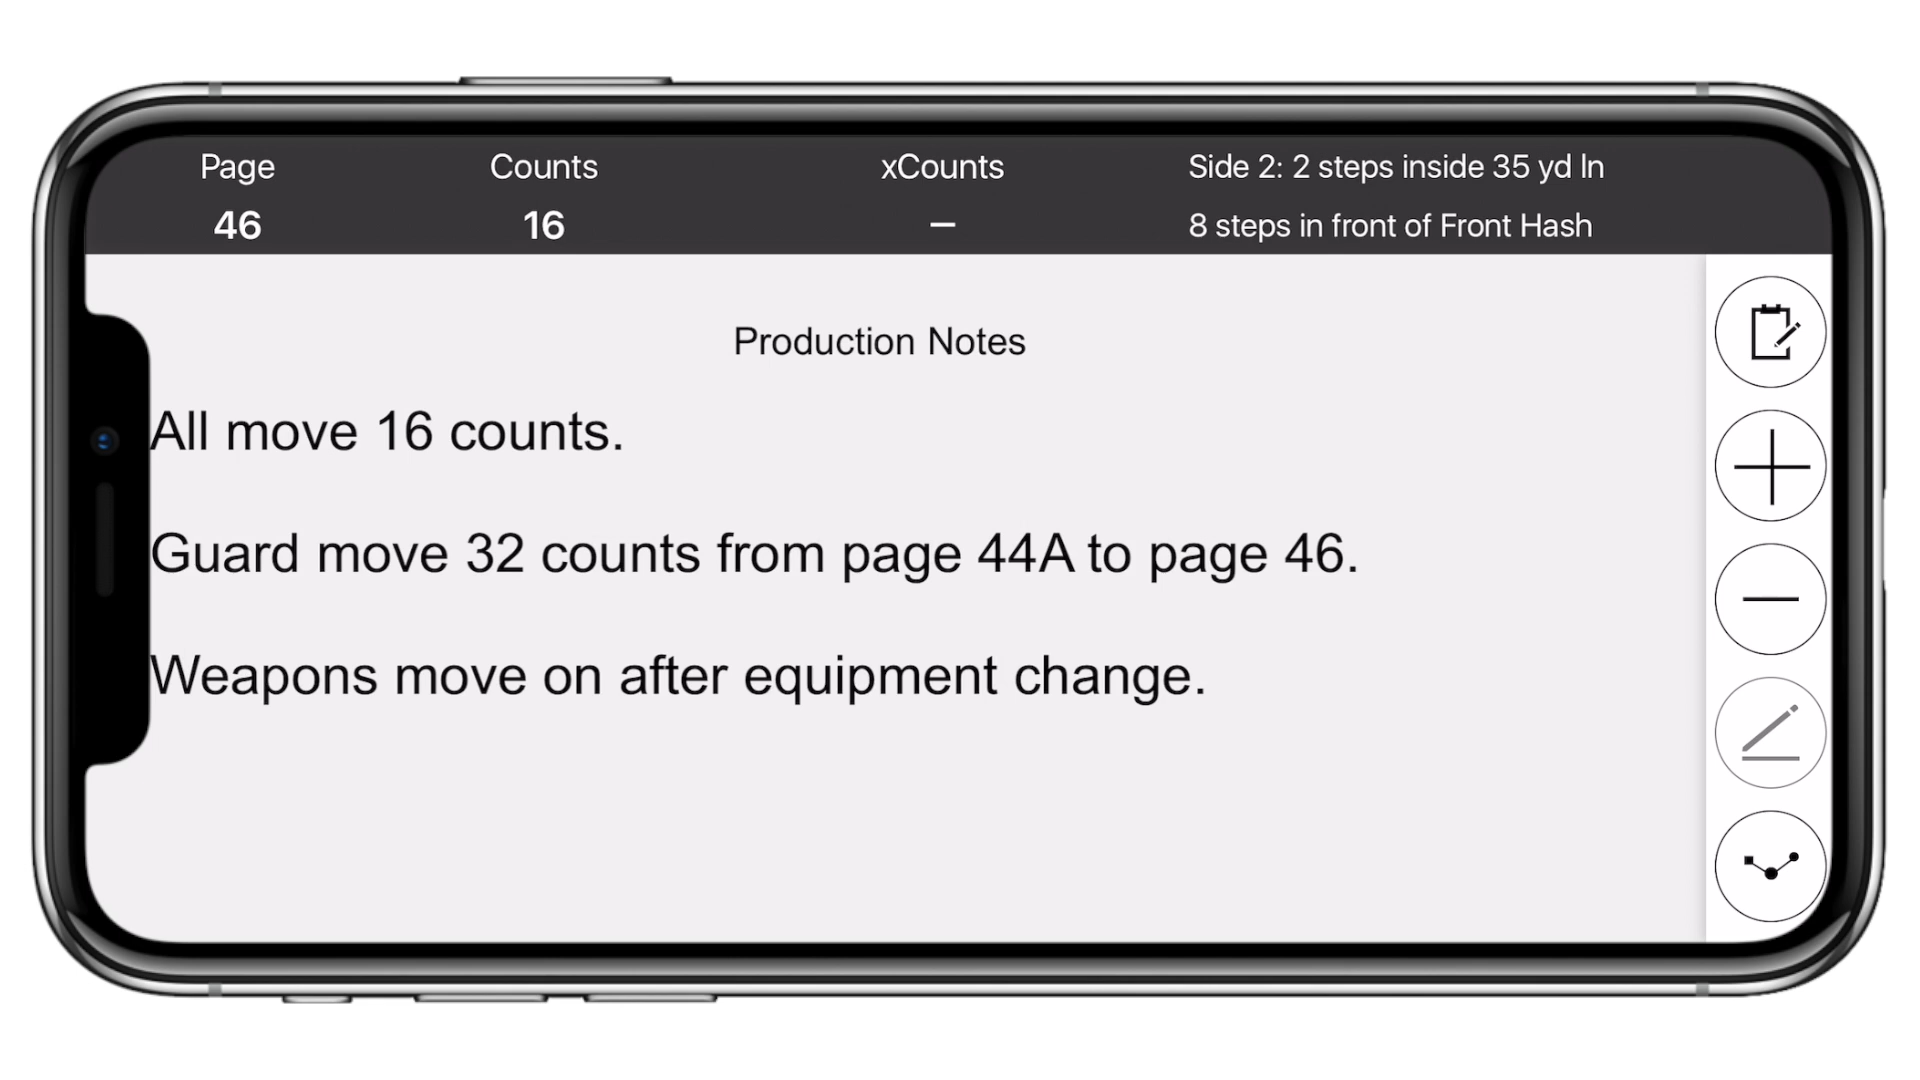 Page
Counts
xCounts
Side 2: 2 steps inside 35 yd ln
46
16
–
8 steps in front of Front Hash
Production Notes
All move 16 counts.
Guard move 32 counts from page 44A to page 46.
Weapons move on after equipment change.